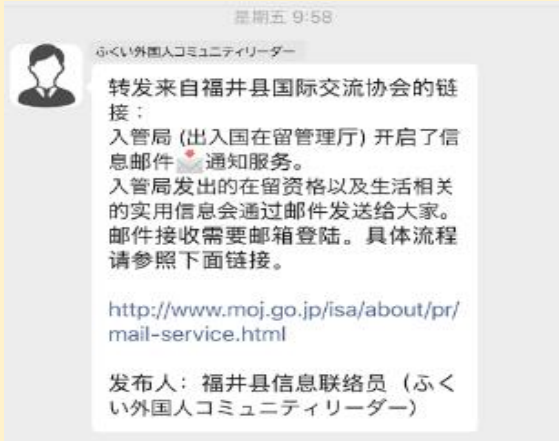 星期五 9:58
ふくい外国人コミュニティリーダー
转发来自福井县国际交流协会的链
接：
入管局 (出入国在留管理厅) 开启了信
息邮件📩通知服务。
入管局发出的在留资格以及生活相关
的实用信息会通过邮件发送给大家。
邮件接收需要邮箱登陆。具体流程
请参照下面链接。
http://www.moj.go.jp/isa/about/pr/
mail-service.html
发布人：福井县信息联络员（ふく
い外国人コミュニティリーダー）